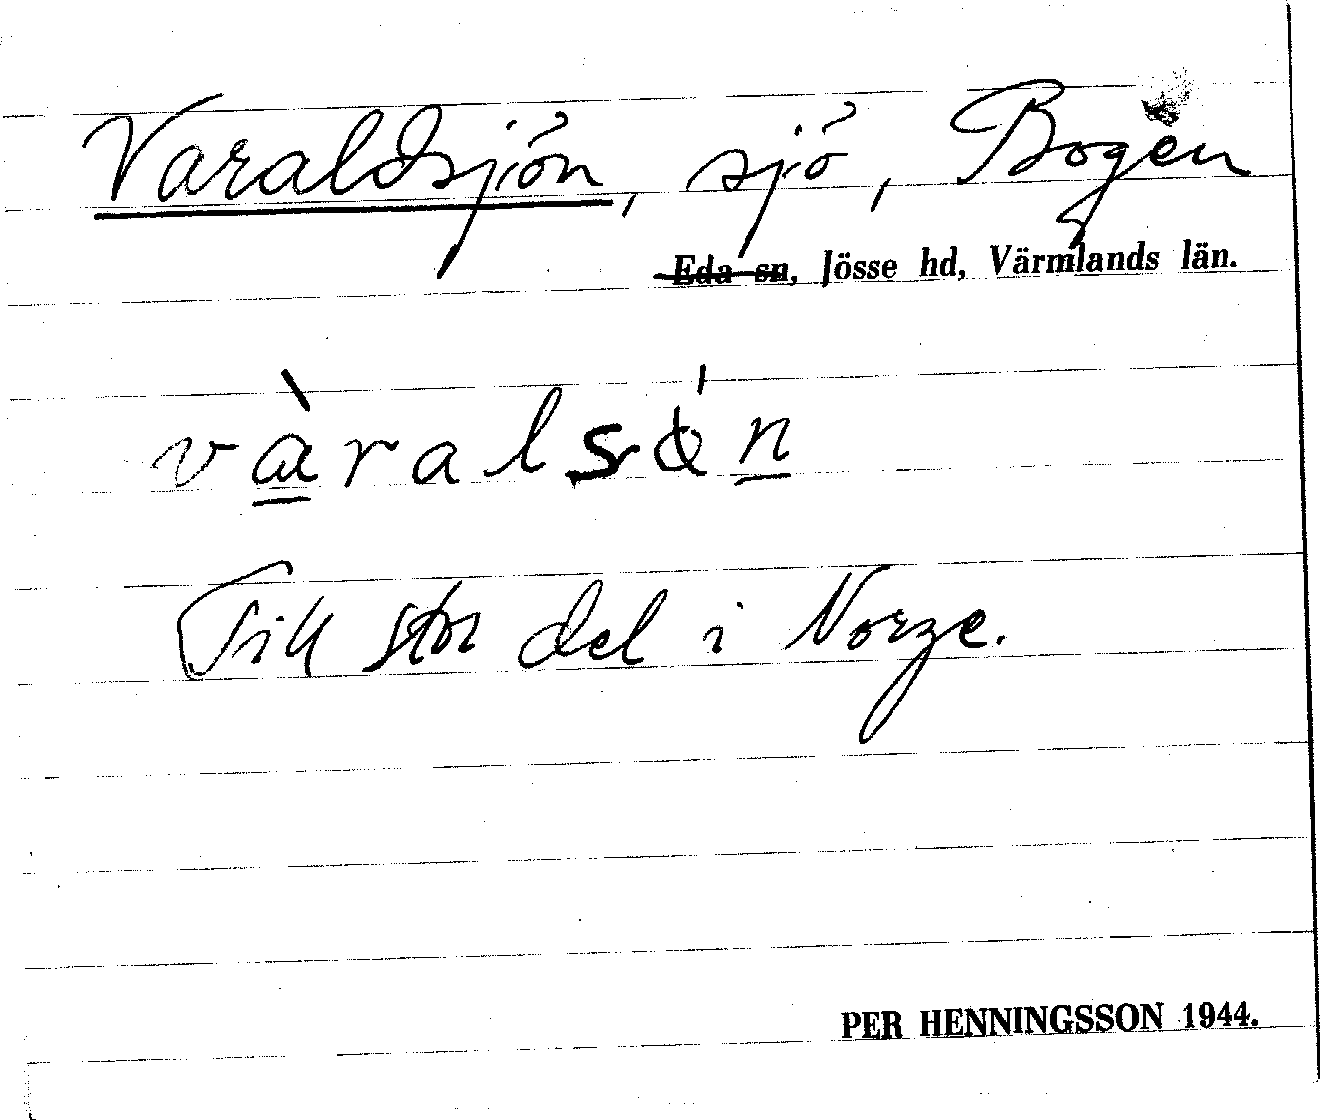 Varaldsjön, sjö, Bogen
Eda sn, Jösse hd, Värmlands län.
vàralsǿn
Till stor del i Norge.
PER HENNINGSSON 1944.